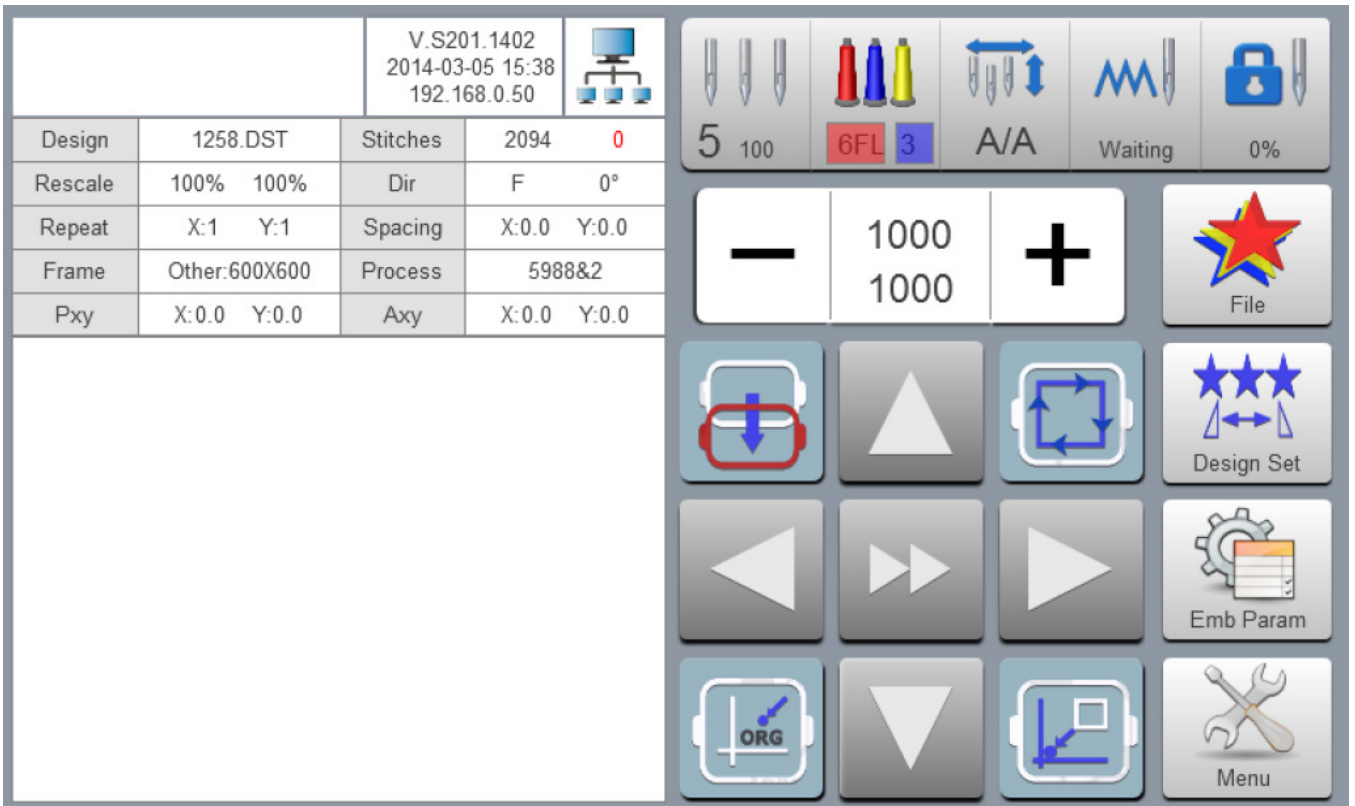 V.S201.1402
2014-03-05 15:38
192.168.0.50
Design 1258.DST Stitches 2094 0
Rescale 100% 100% Dir F 0°
Repeat X:1 Y:1 Spacing X:0.0 Y:0.0
Frame Other:600X600 Process 5988&2
Pxy X:0.0 Y:0.0 Axy X:0.0 Y:0.0
5 100 6FL 3 A/A Waiting 0%
1000
1000
File
Design Set
Emb Param
ORG
Menu